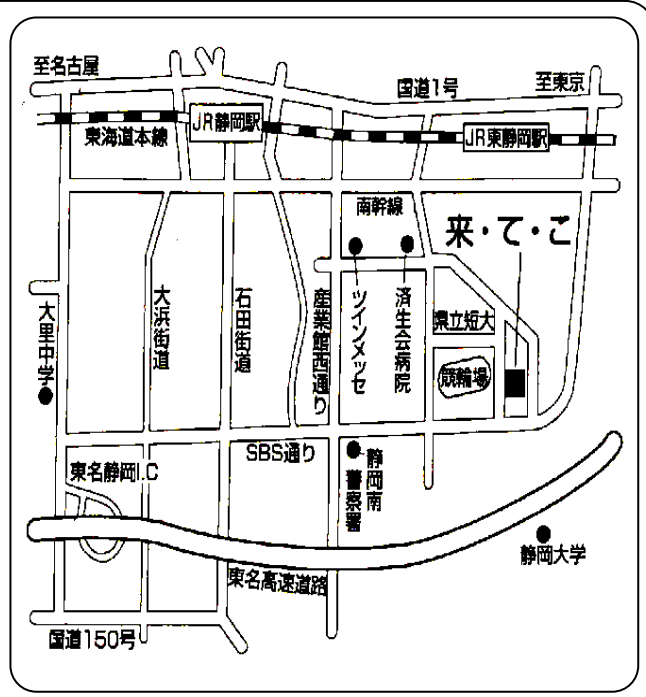 至名古屋
国道1号
至東京
JR静岡駅
東海道本線
JR東静岡駅
南幹線
来・て・こ
大里中学
大浜街道
石田街道
産業館西通り
ツインメッセ
済生会病院
県立短大
競輪場
SBS通り
静岡南
警察署
東名静岡I.C
静岡大学
東名高速道路
国道150号